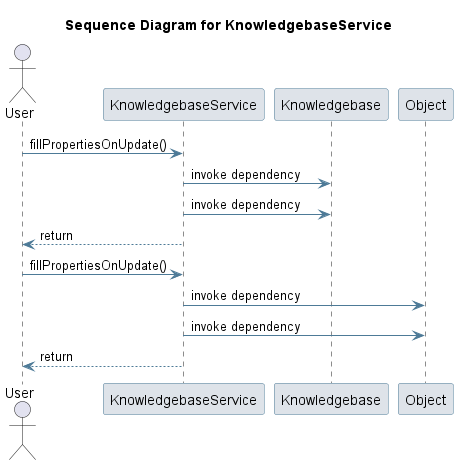 Sequence Diagram for KnowledgebaseService
User
KnowledgebaseService
Knowledgebase
Object
fillPropertiesOnUpdate()
invoke dependency
invoke dependency
return
fillPropertiesOnUpdate()
invoke dependency
invoke dependency
return
User
KnowledgebaseService
Knowledgebase
Object